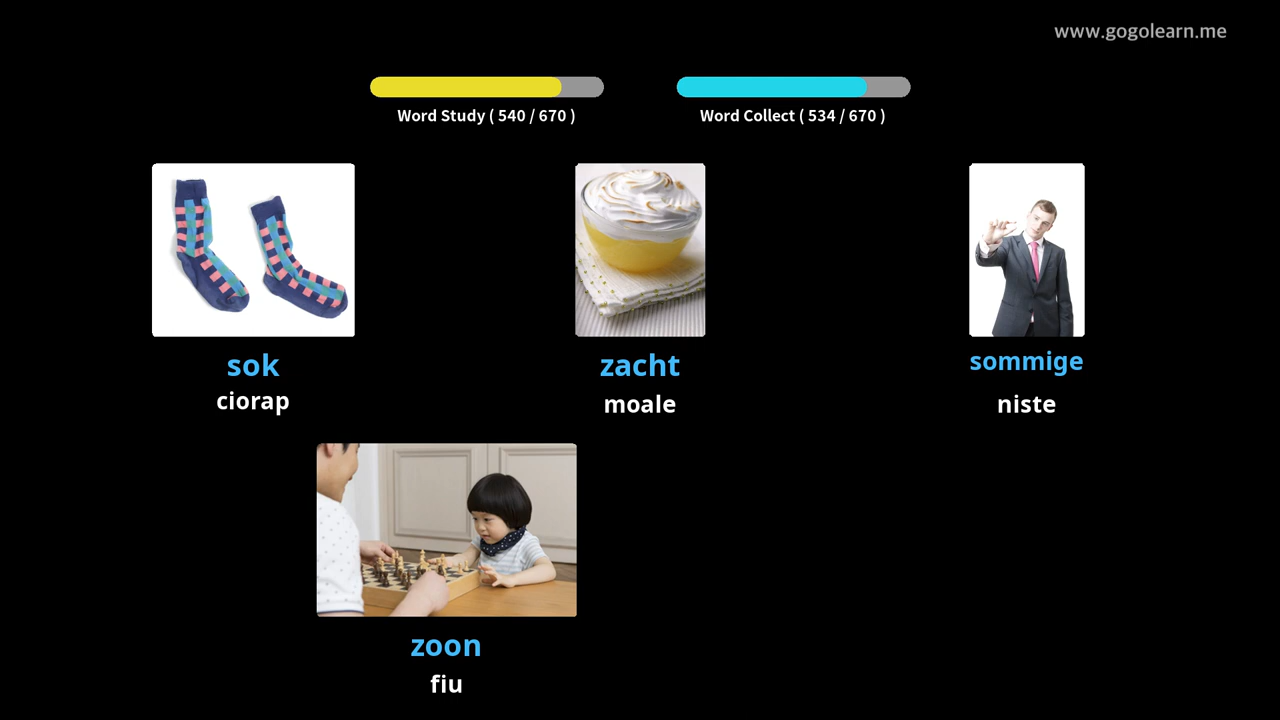 www.gogolearn.me
Word Study ( 540 / 670 )
Word Collect ( 534 / 670 )
sok
ciorap
zacht
moale
sommige
niste
zoon
fiu